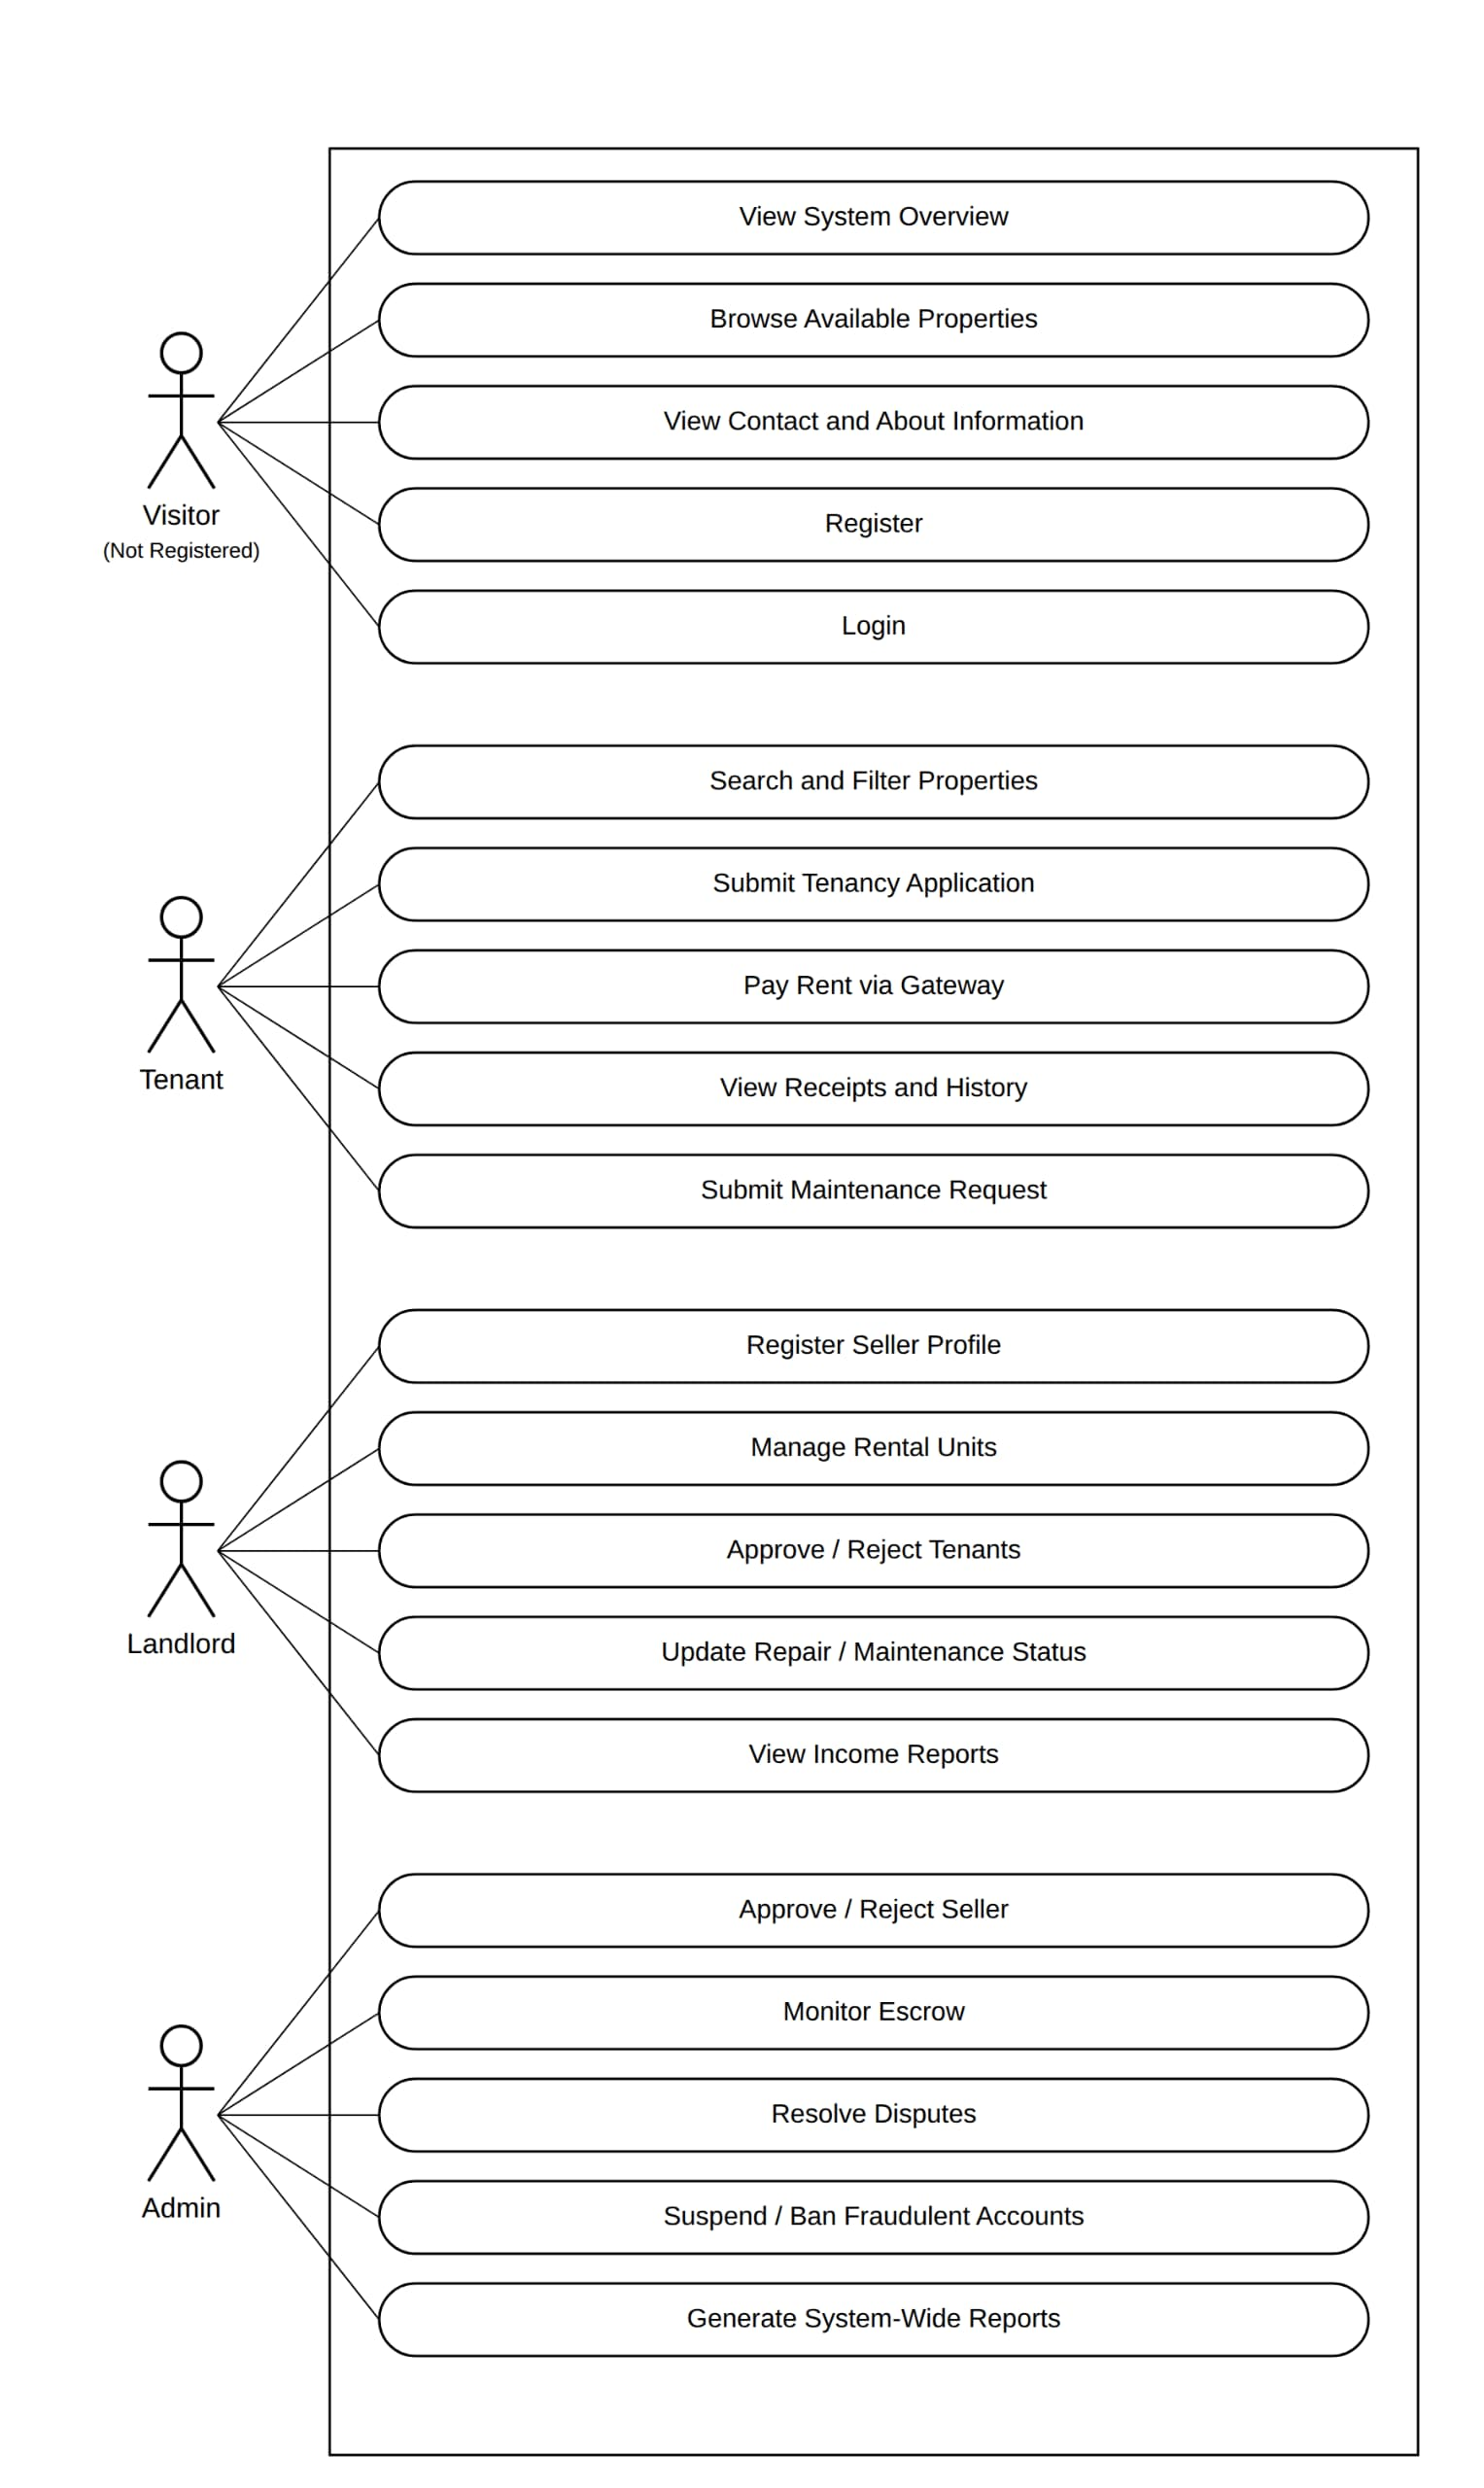 View System Overview
Browse Available Properties
View Contact and About Information
Register
Login
Visitor
(Not Registered)
Search and Filter Properties
Submit Tenancy Application
Pay Rent via Gateway
View Receipts and History
Submit Maintenance Request
Tenant
Register Seller Profile
Manage Rental Units
Approve / Reject Tenants
Update Repair / Maintenance Status
View Income Reports
Landlord
Approve / Reject Seller
Monitor Escrow
Resolve Disputes
Suspend / Ban Fraudulent Accounts
Generate System-Wide Reports
Admin